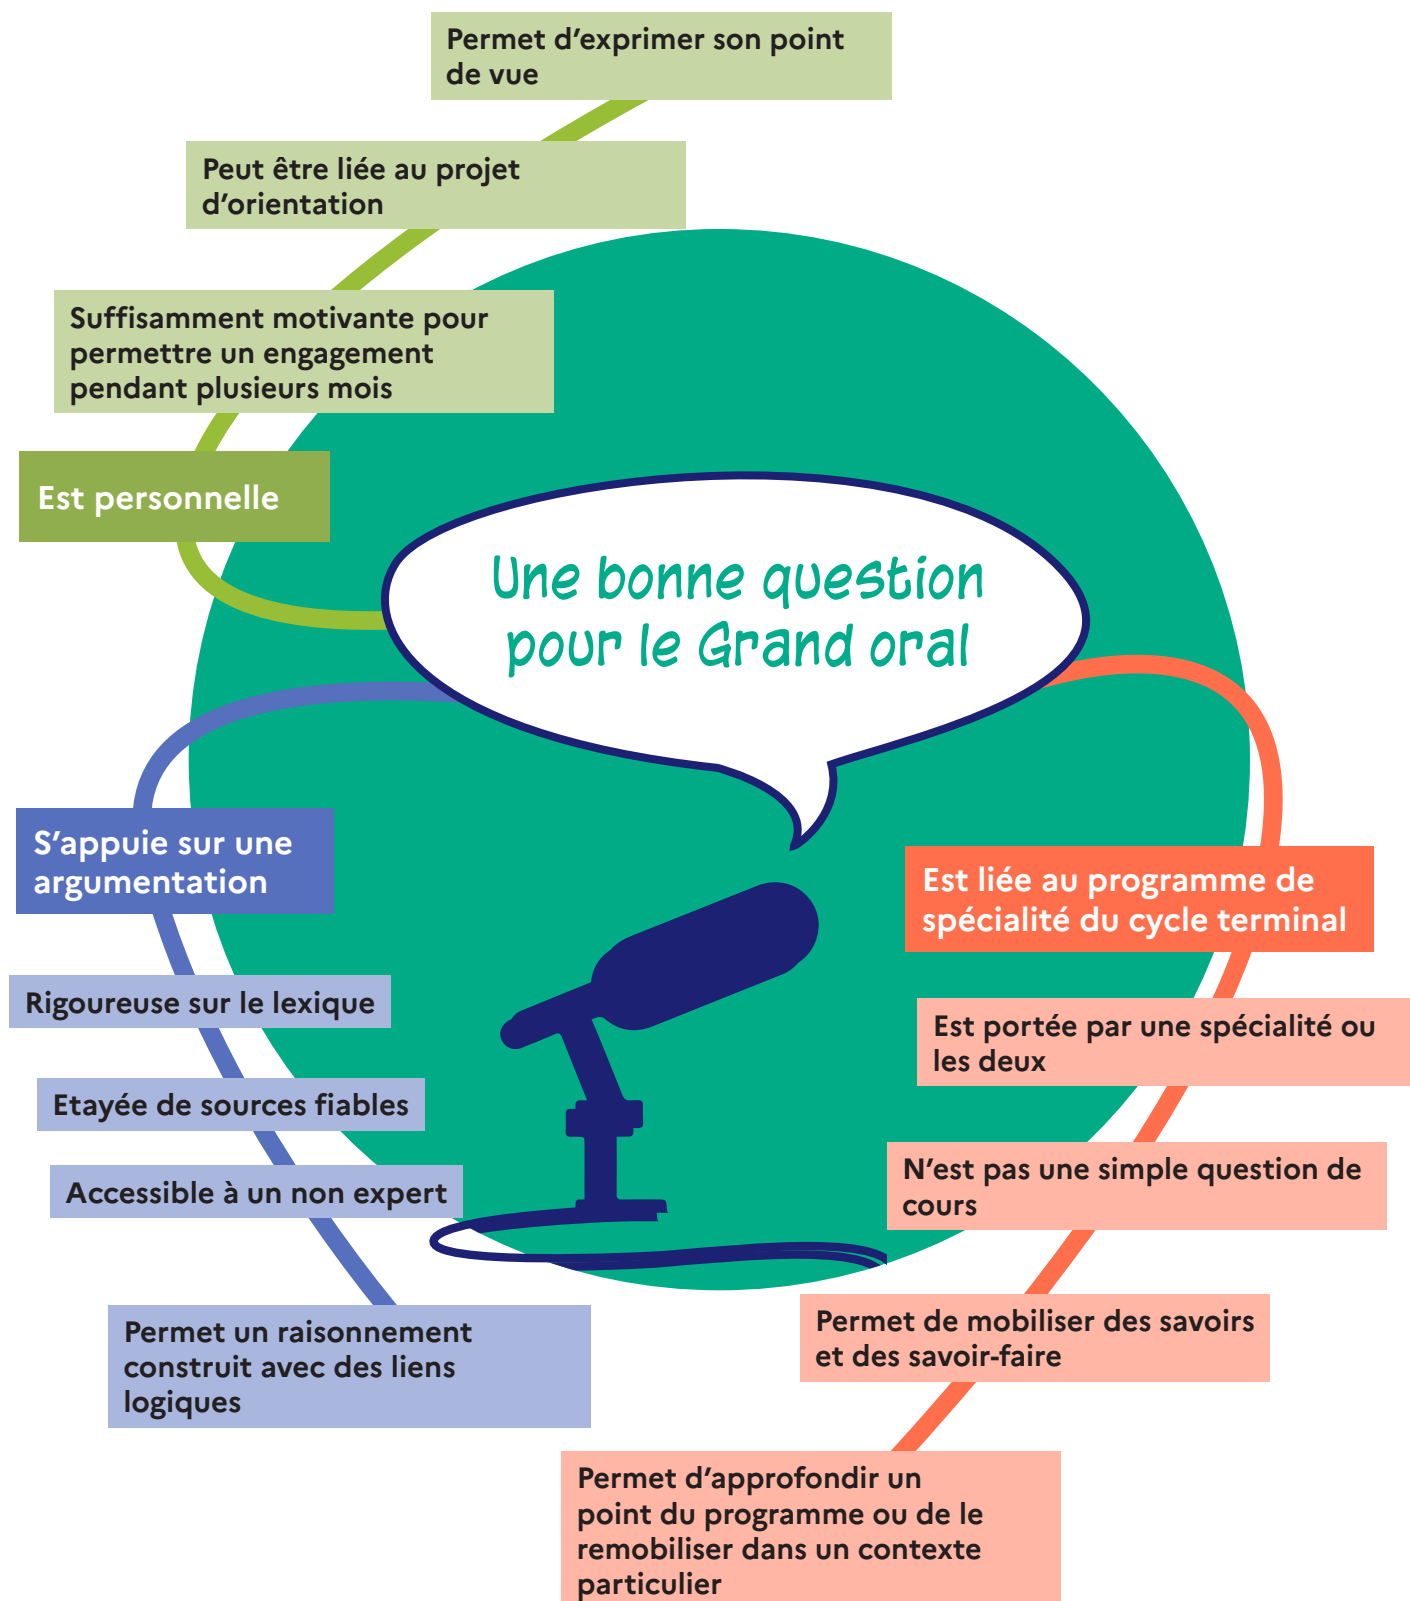 Permet d'exprimer son point
de vue
Peut être liée au projet
d'orientation
Suffisamment motivante pour
permettre un engagement
pendant plusieurs mois
Est personnelle
Une bonne question
pour le Grand oral
S'appuie sur une
argumentation
Rigoureuse sur le lexique
Etayée de sources fiables
Accessible à un non expert
Permet un raisonnement
construit avec des liens
logiques
Est liée au programme de
spécialité du cycle terminal
Est portée par une spécialité ou
les deux
N'est pas une simple question de
cours
Permet de mobiliser des savoirs
et des savoir-faire
Permet d'approfondir un
point du programme ou de le
remobiliser dans un contexte
particulier